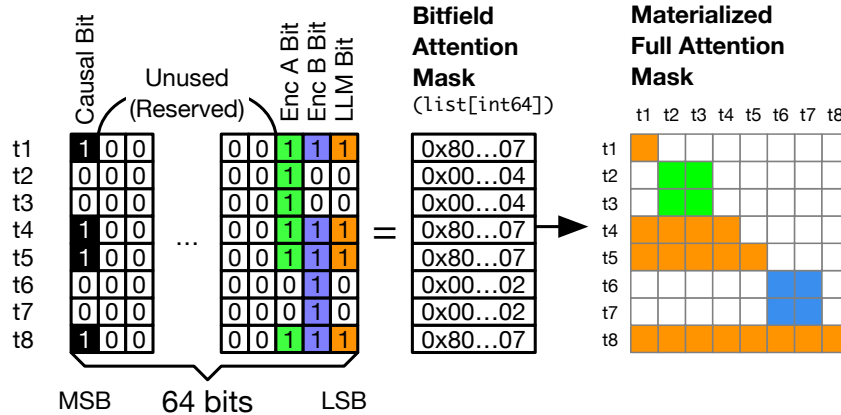 Causal Bit
Unused
(Reserved)
Enc A Bit
Enc B Bit
LLM Bit
Bitfield
Attention
Mask
(list[int64])
Materialized
Full Attention
Mask
t1 t2 t3 t4 t5 t6 t7 t8
t1 1 0 0 0 0 1 1 1 0x80...07 t1
t2 0 0 0 0 0 1 0 0 0x00...04 t2
t3 0 0 0 0 0 1 0 0 0x00...04 t3
t4 1 0 0 0 0 1 1 1 0x80...07 t4
... =
t5 1 0 0 0 0 1 1 1 0x80...07 t5
t6 0 0 0 0 0 0 1 0 0x00...02 t6
t7 0 0 0 0 0 0 1 0 0x00...02 t7
t8 1 0 0 0 0 1 1 1 0x80...07 t8
MSB 64 bits LSB